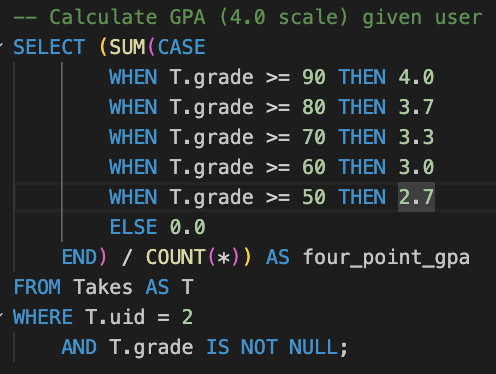 -- Calculate GPA (4.0 scale) given user
SELECT (SUM(CASE
WHEN T.grade >= 90 THEN 4.0
WHEN T.grade >= 80 THEN 3.7
WHEN T.grade >= 70 THEN 3.3
WHEN T.grade >= 60 THEN 3.0
WHEN T.grade >= 50 THEN 2.7
ELSE 0.0
END) / COUNT(*)) AS four_point_gpa
FROM Takes AS T
WHERE T.uid = 2
AND T.grade IS NOT NULL;